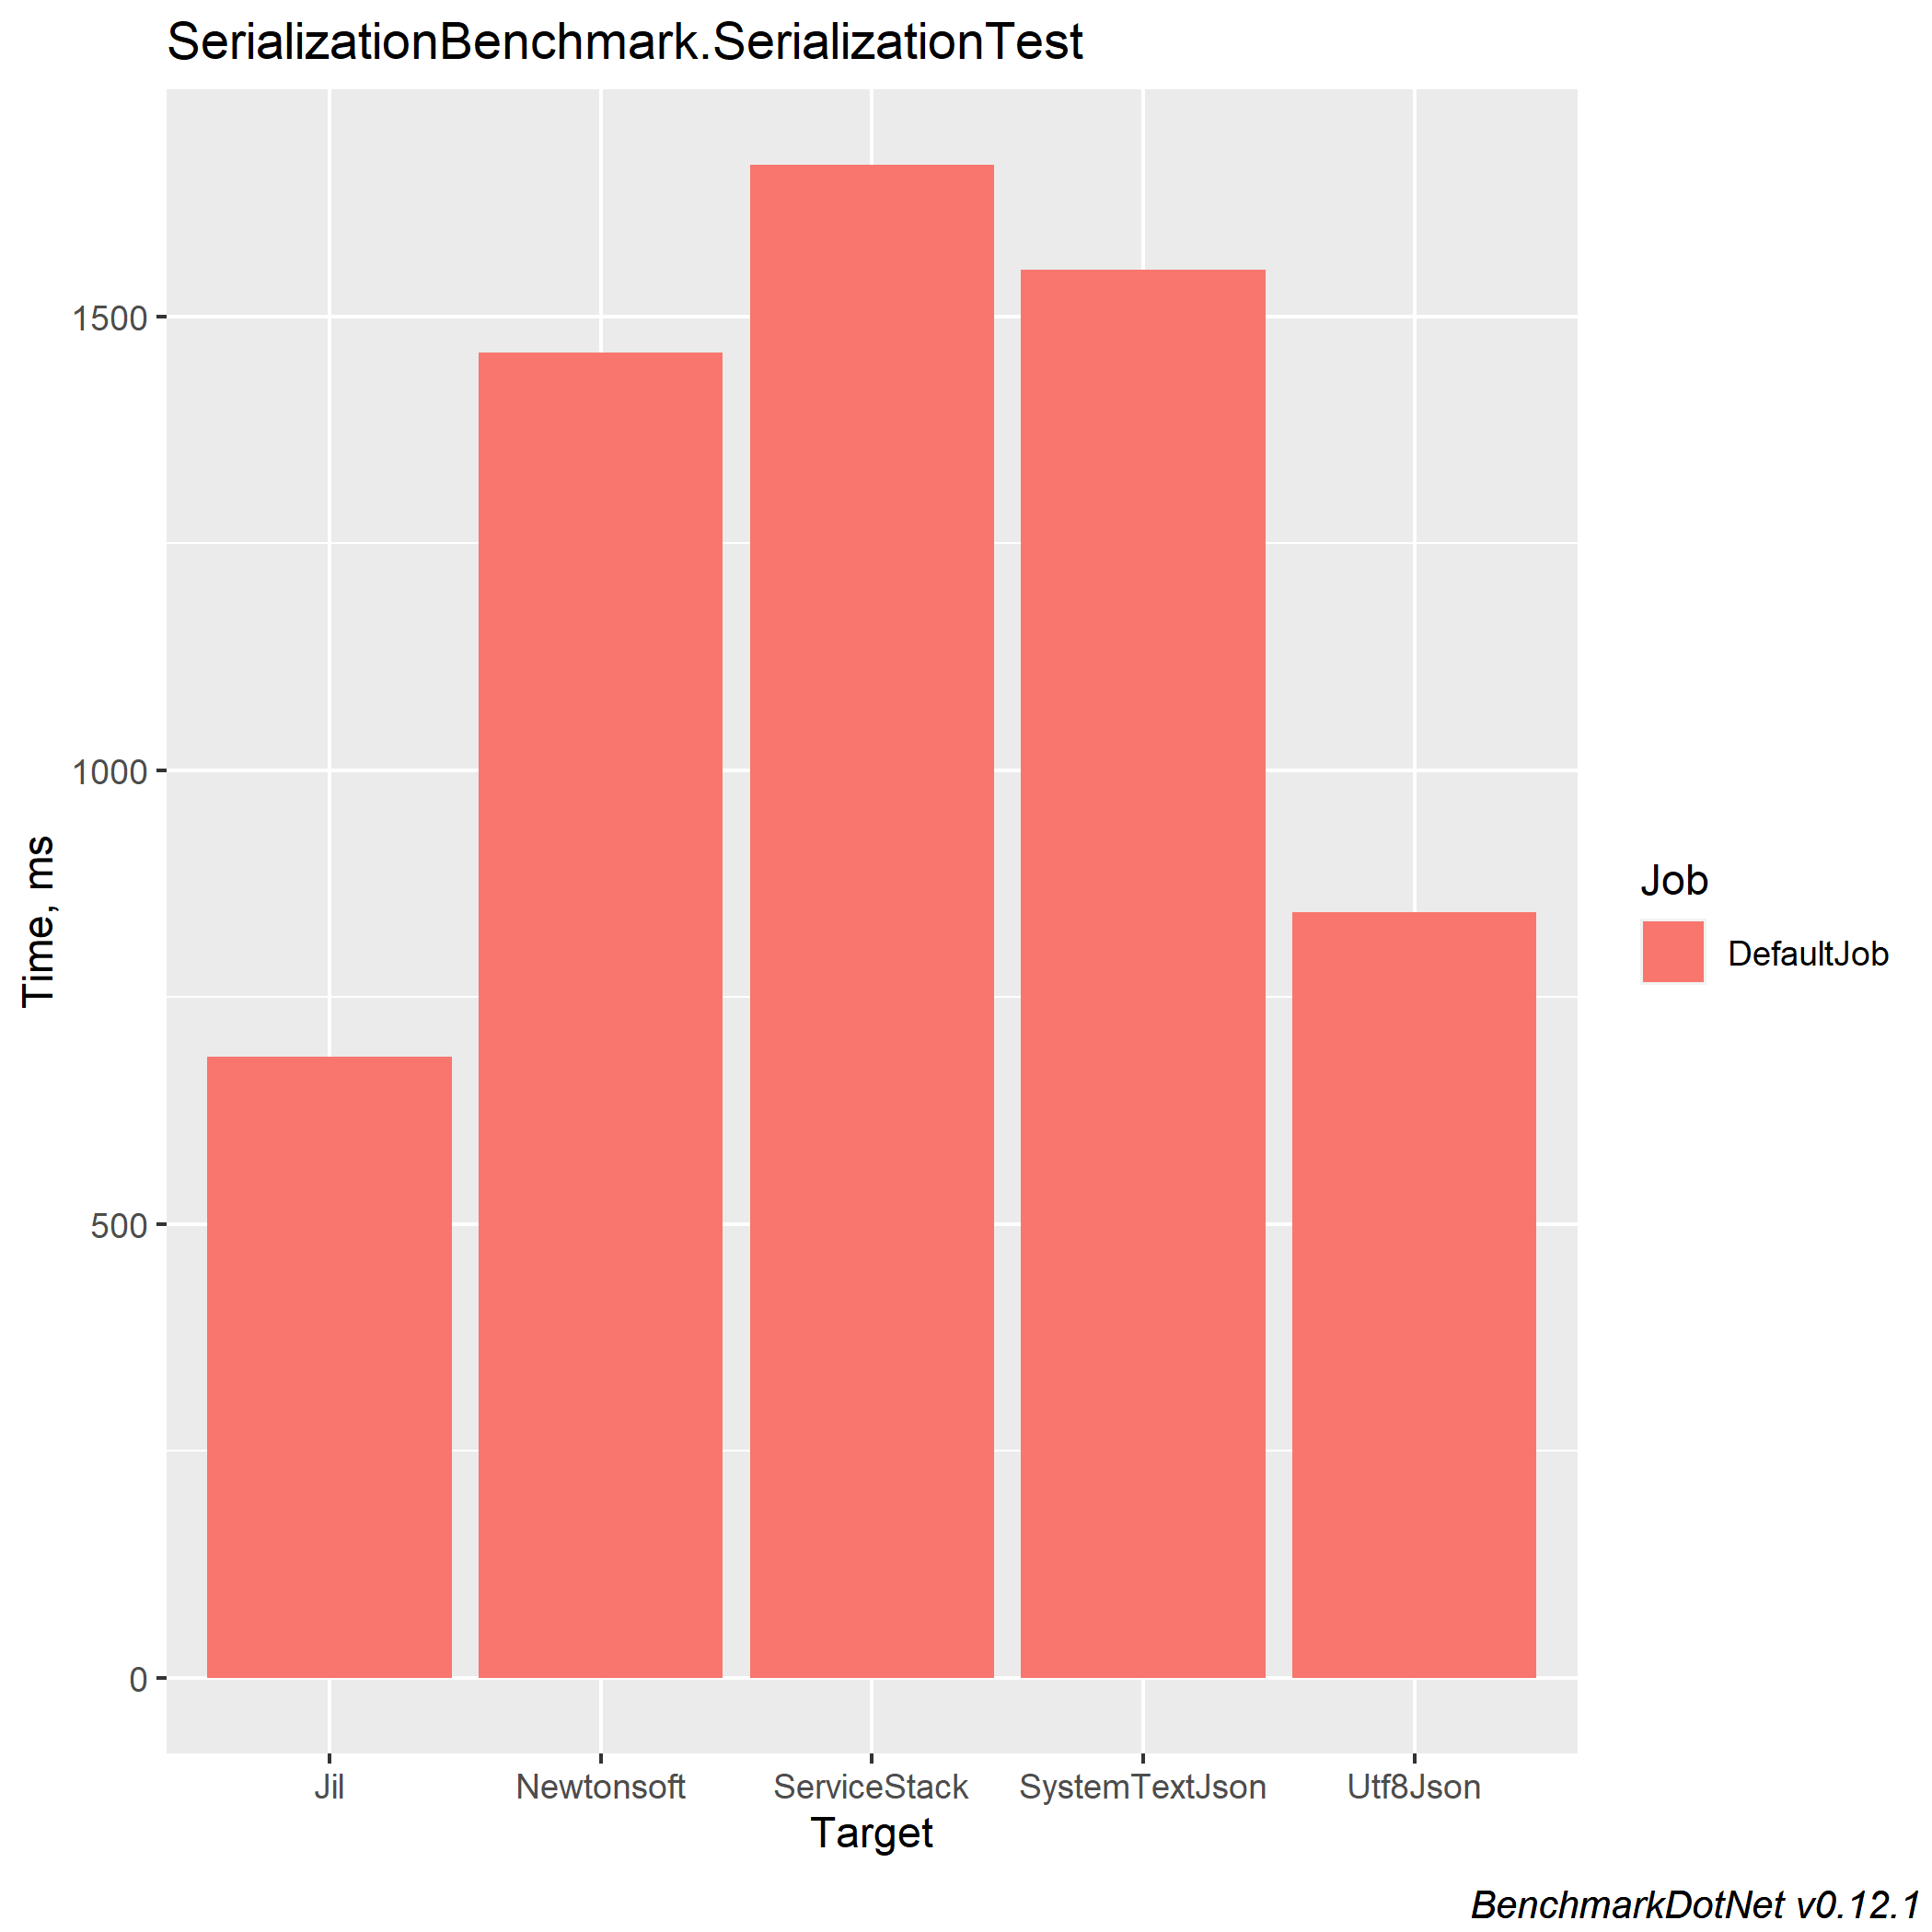 SerializationBenchmark.SerializationTest
Time, ms
1500
1000
500
0
Jil
Newtonsoft
ServiceStack
SystemTextJson
Utf8Json
Target
Job
DefaultJob
BenchmarkDotNet v0.12.1